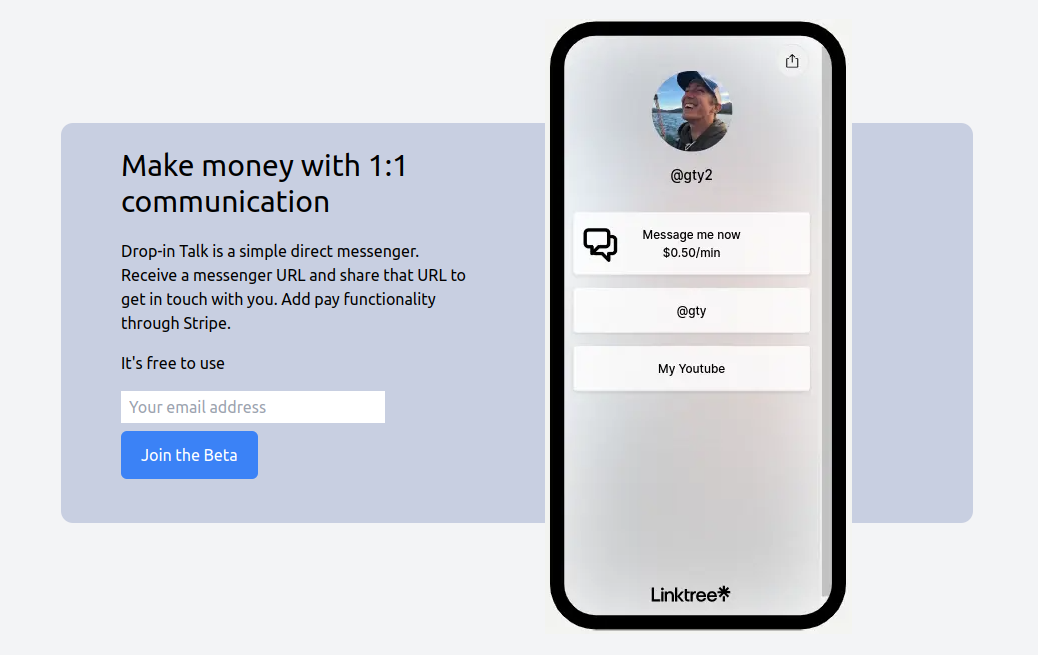 Make money with 1:1
communication
Drop-in Talk is a simple direct messenger.
Receive a messenger URL and share that URL to
get in touch with you. Add pay functionality
through Stripe.
It's free to use
Your email address
Join the Beta
@gty2
Message me now
$0.50/min
@gty
My Youtube
Linktree